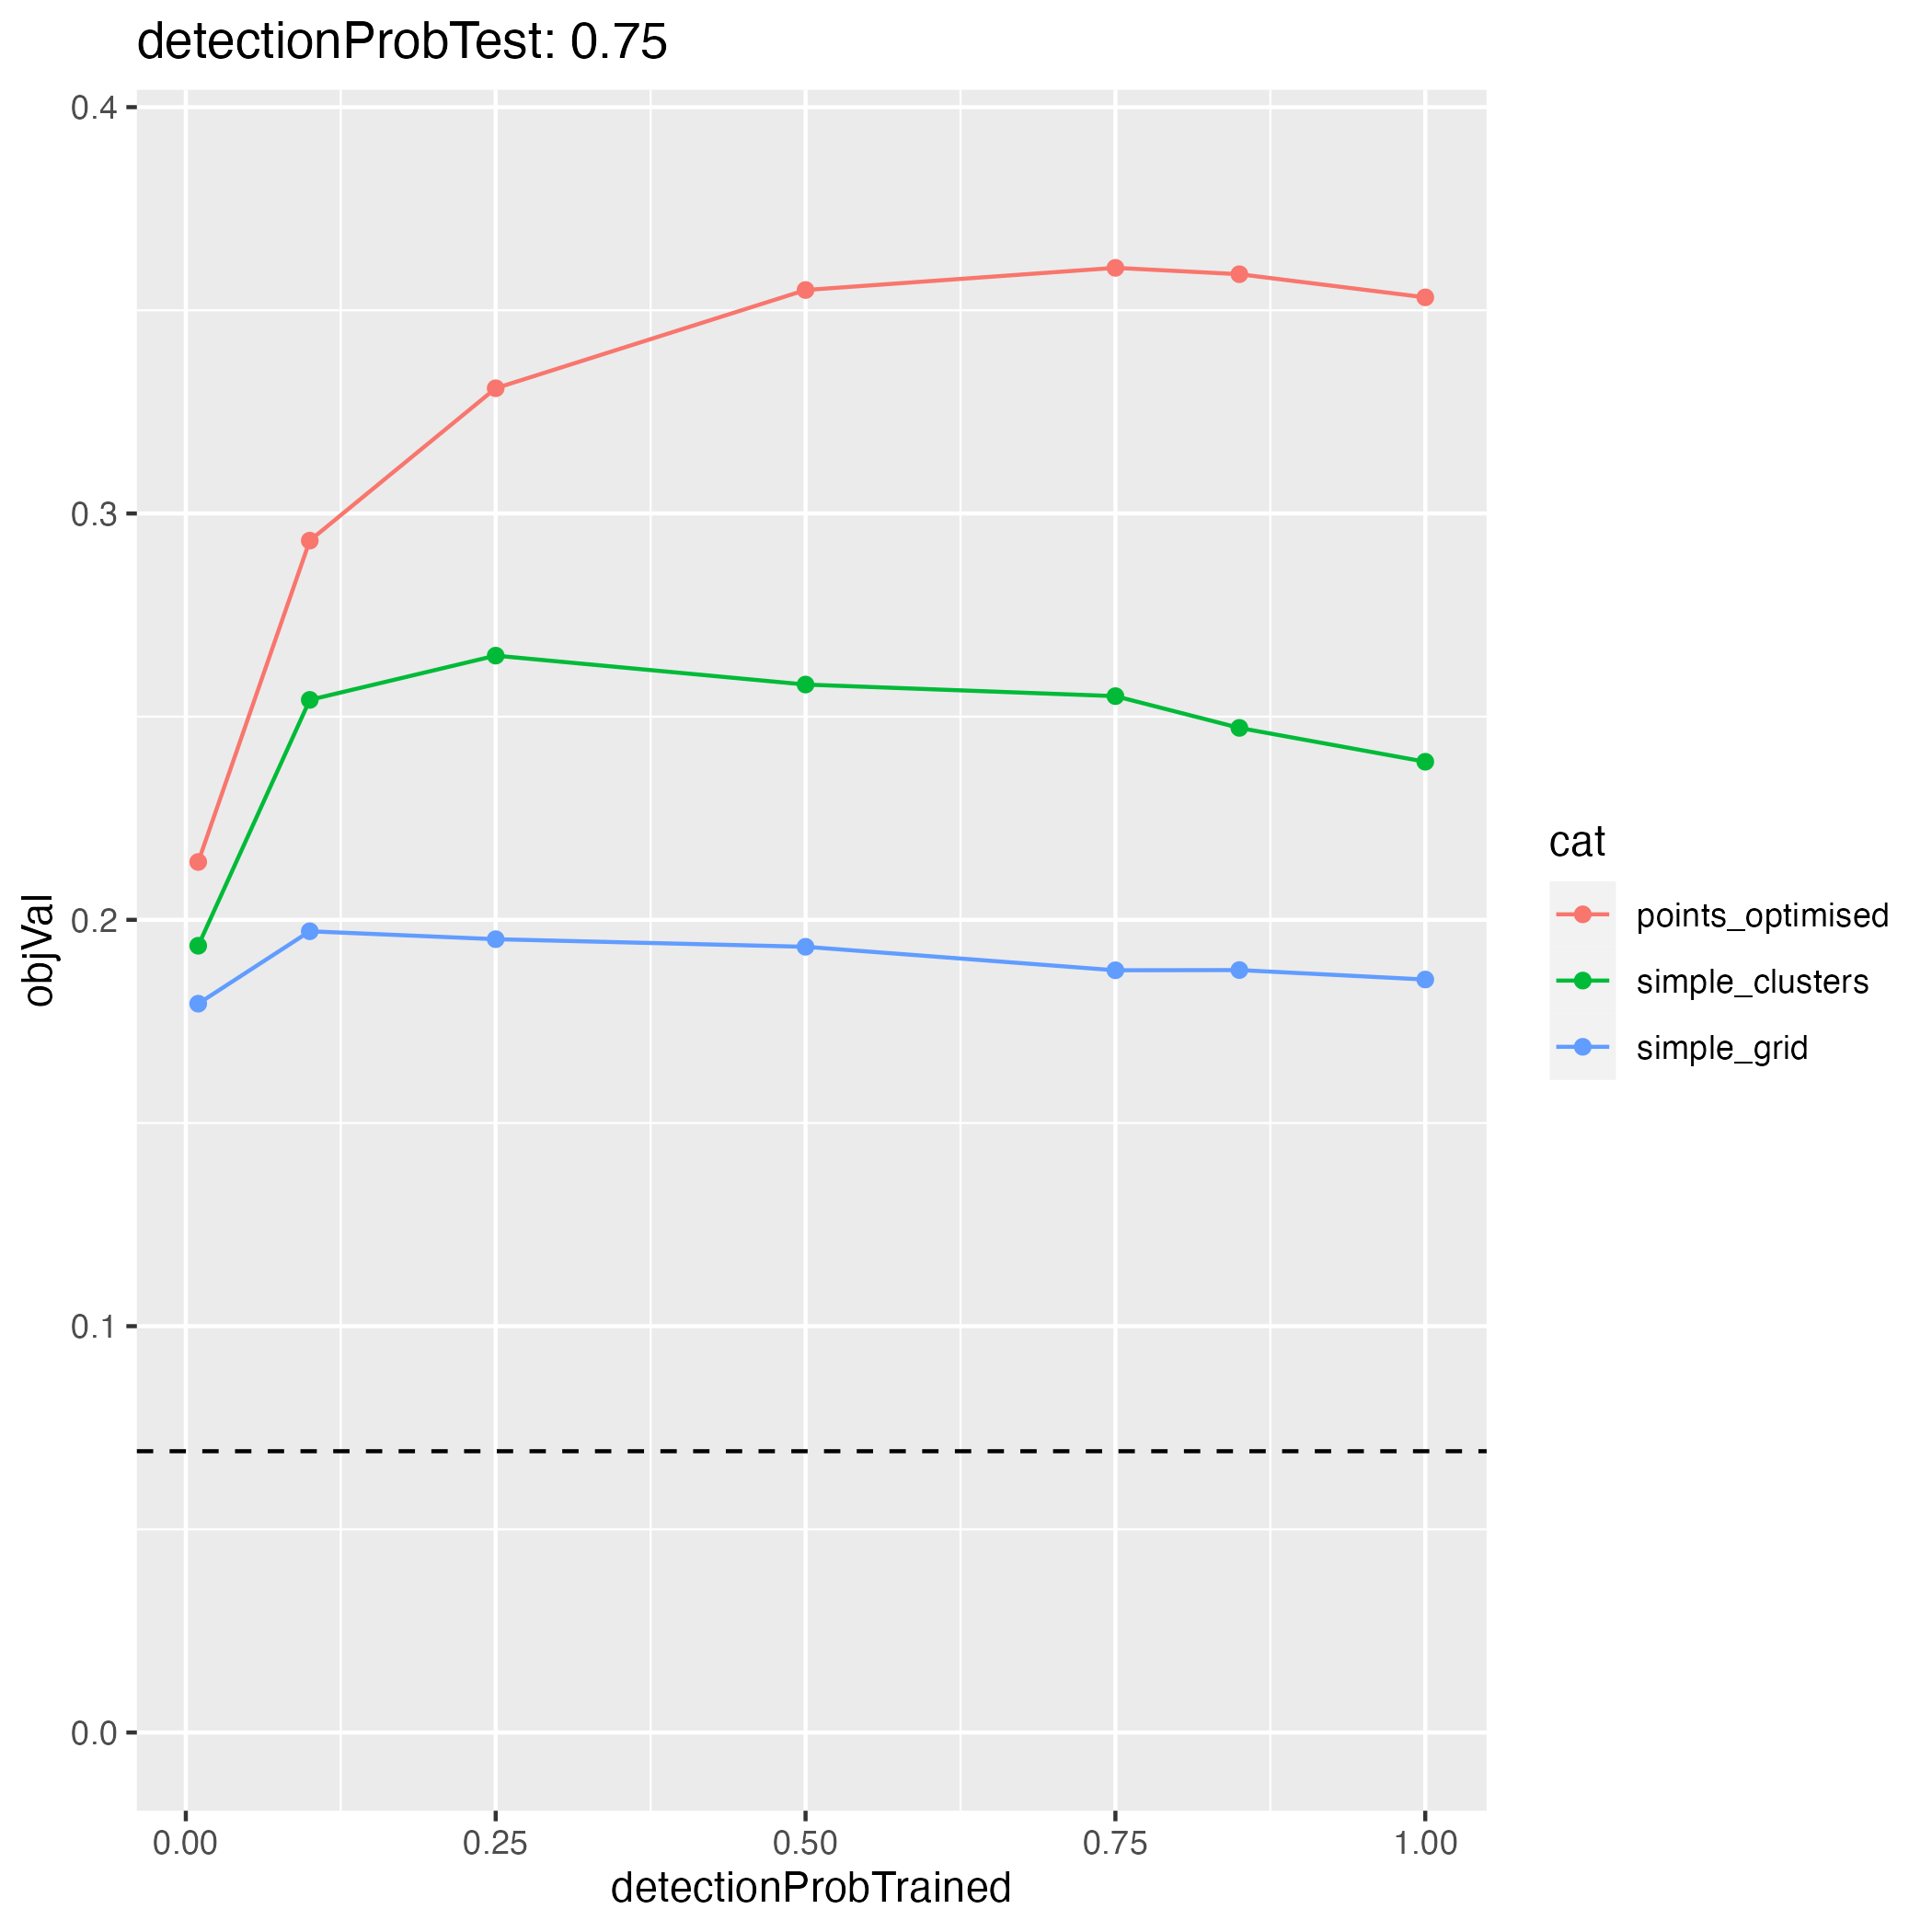 detectionProbTest: 0.75
0.4
0.3
0.2
0.1
0.0
objVal
0.00 0.25 0.50 0.75 1.00
detectionProbTrained
cat
points_optimised
simple_clusters
simple_grid